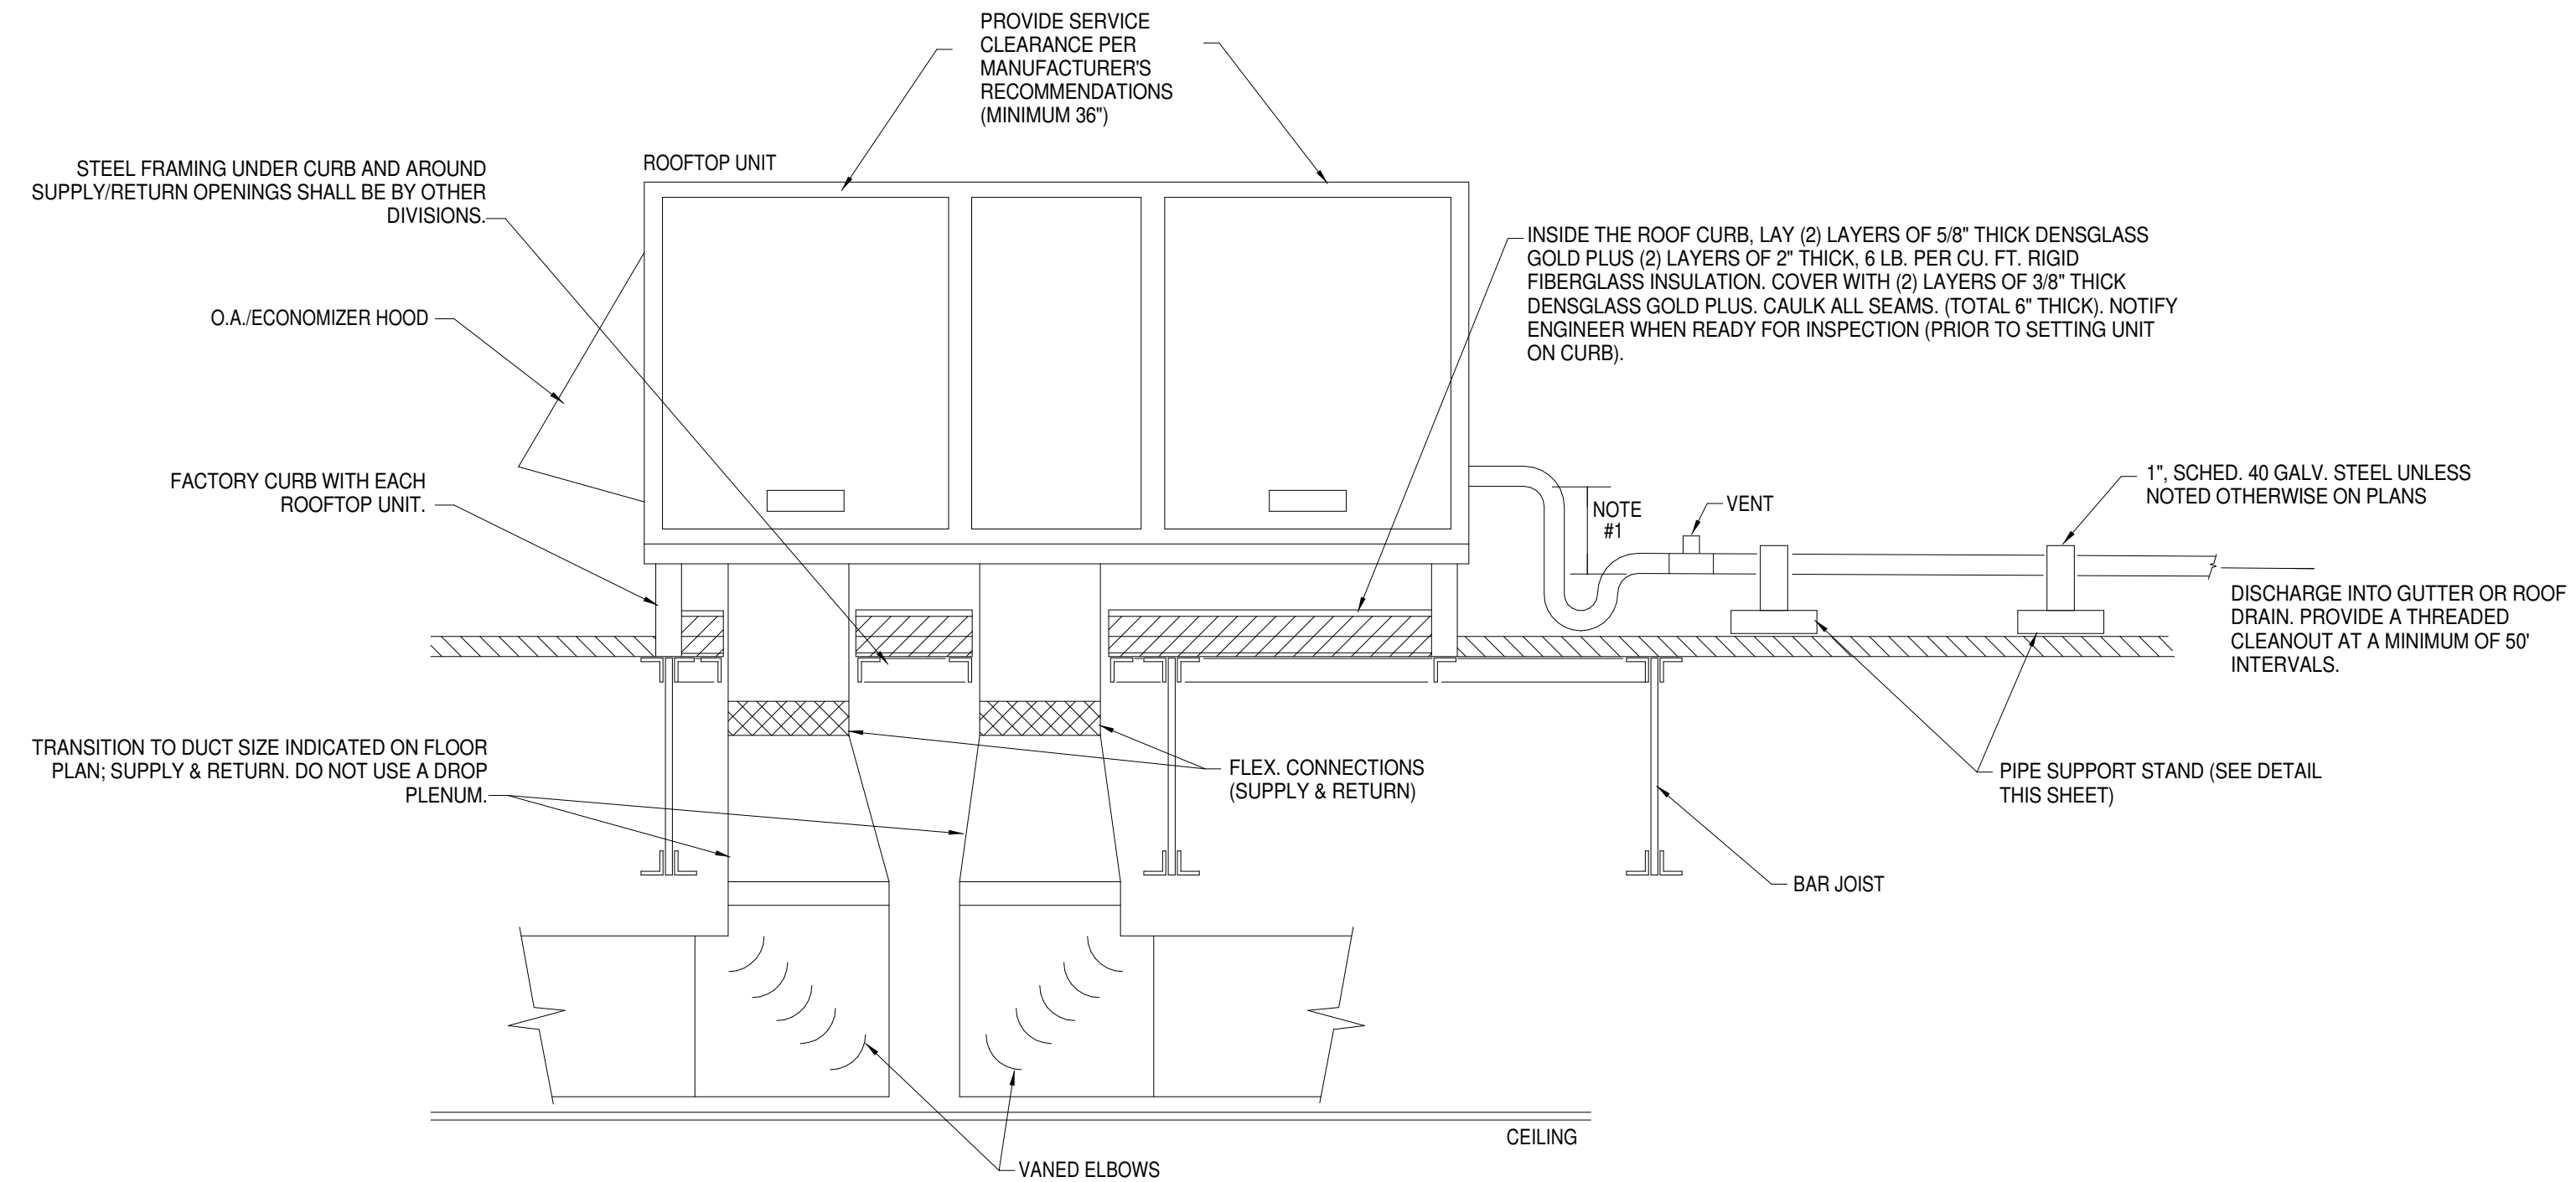 PROVIDE SERVICE
CLEARANCE PER
MANUFACTURER'S
RECOMMENDATIONS
(MINIMUM 36")
ROOFTOP UNIT
STEEL FRAMING UNDER CURB AND AROUND
SUPPLY/RETURN OPENINGS SHALL BE BY OTHER
DIVISIONS.
INSIDE THE ROOF CURB, LAY (2) LAYERS OF 5/8" THICK DENSGLASS
GOLD PLUS (2) LAYERS OF 2" THICK, 6 LB. PER CU. FT. RIGID
FIBERGLASS INSULATION. COVER WITH (2) LAYERS OF 3/8" THICK
DENSGLASS GOLD PLUS. CAULK ALL SEAMS. (TOTAL 6" THICK). NOTIFY
ENGINEER WHEN READY FOR INSPECTION (PRIOR TO SETTING UNIT
ON CURB).
O.A./ECONOMIZER HOOD
FACTORY CURB WITH EACH
ROOFTOP UNIT.
NOTE
#1
VENT
1", SCHED. 40 GALV. STEEL UNLESS
NOTED OTHERWISE ON PLANS
DISCHARGE INTO GUTTER OR ROOF
DRAIN. PROVIDE A THREADED
CLEANOUT AT A MINIMUM OF 50'
INTERVALS.
TRANSITION TO DUCT SIZE INDICATED ON FLOOR
PLAN; SUPPLY & RETURN. DO NOT USE A DROP
PLENUM.
FLEX. CONNECTIONS
(SUPPLY & RETURN)
PIPE SUPPORT STAND (SEE DETAIL
THIS SHEET)
BAR JOIST
CEILING
VANED ELBOWS